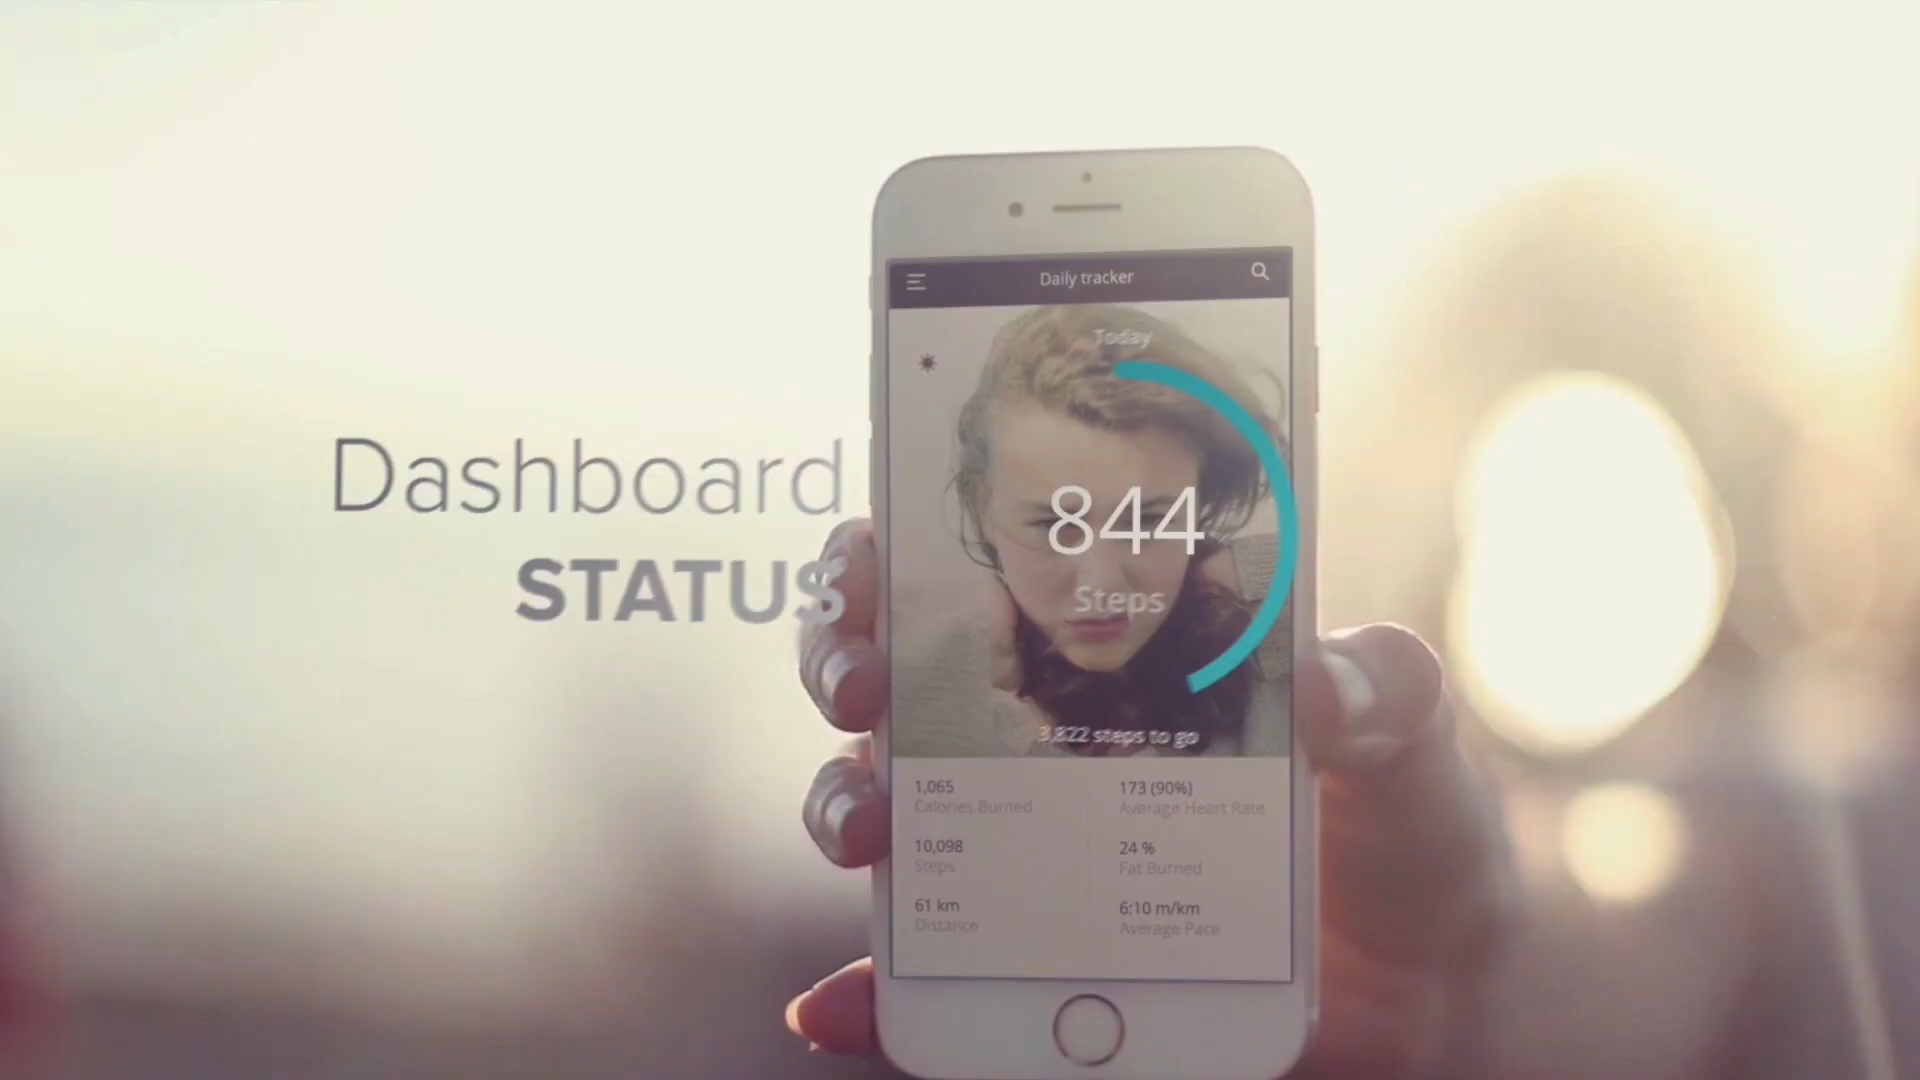 Dashboard
STATUS
Daily tracker
Today
844
Steps
3,822 steps to go
1,065
Calories Burned
173 (90%)
Average Heart Rate
10,098
Steps
24 %
Fat Burned
61 km
Distance
6:10 m/km
Average Pace